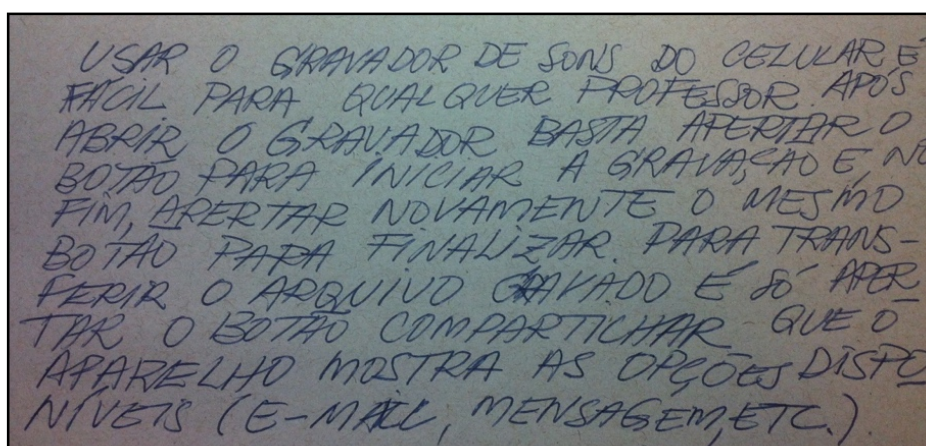 USAR O GRAVADOR DE SONS DO CELULAR É
FÁCIL PARA QUALQUER PROFESSOR. APÓS
ABRIR O GRAVADOR BASTA APERTAR O
BOTÃO PARA INICIAR A GRAVAÇÃO E, NO
FIM, APERTAR NOVAMENTE O MESMO
BOTÃO PARA FINALIZAR. PARA TRANS-
FERIR O ARQUIVO GRAVADO É SÓ APER
TAR O BOTÃO COMPARTICHAR QUE O
APARELHO MOSTRA AS OPÇÕES DISPO
NÍVEIS (E-MAIL, MENSAGEM, ETC.).